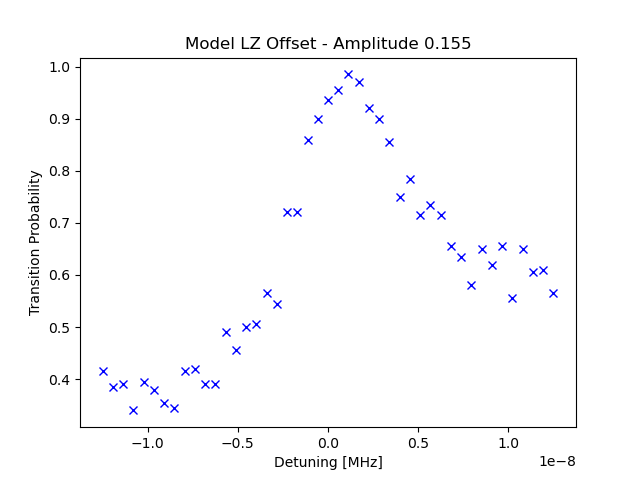 Model LZ Offset - Amplitude 0.155
Transition Probability
1.0
0.9
0.8
0.7
0.6
0.5
0.4
−1.0 −0.5 0.0 0.5 1.0
Detuning [MHz]
1e−8